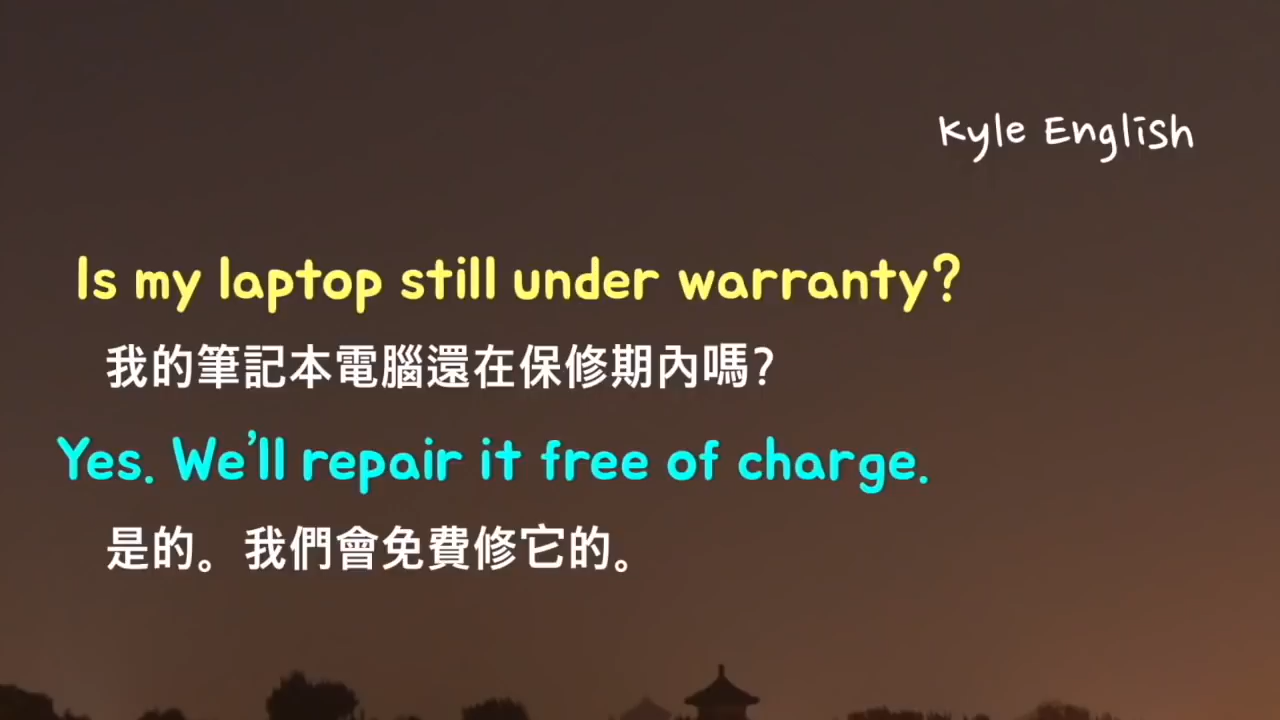 Kyle English
Is my laptop still under warranty?
我的筆記本電腦還在保修期內嗎?
Yes. We'll repair it free of charge.
是的。我們會免費修它的。